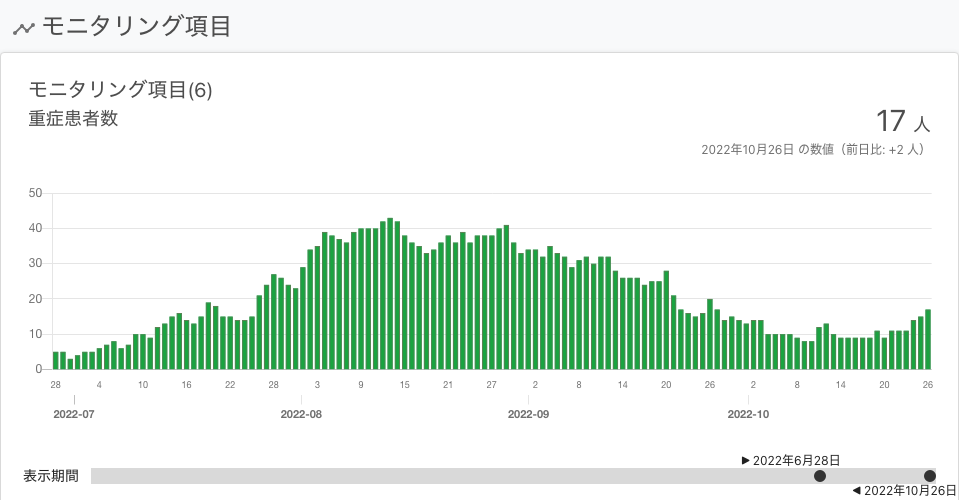 モニタリング項目
モニタリング項目(6)
重症患者数
17 人
2022年10月26日 の数値（前日比: +2 人）
50
40
30
20
10
0
28 4 10 16 22 28 3 9 15 21 27 2 8 14 20 26 2 8 14 20 26
2022-07 2022-08 2022-09 2022-10
表示期間
2022年6月28日
2022年10月26日